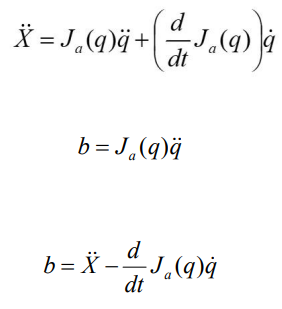 Ẍ = J_a(q)q̈ + (d/dt J_a(q))q̇
b = J_a(q)q̈
b = Ẍ − d/dt J_a(q)q̇